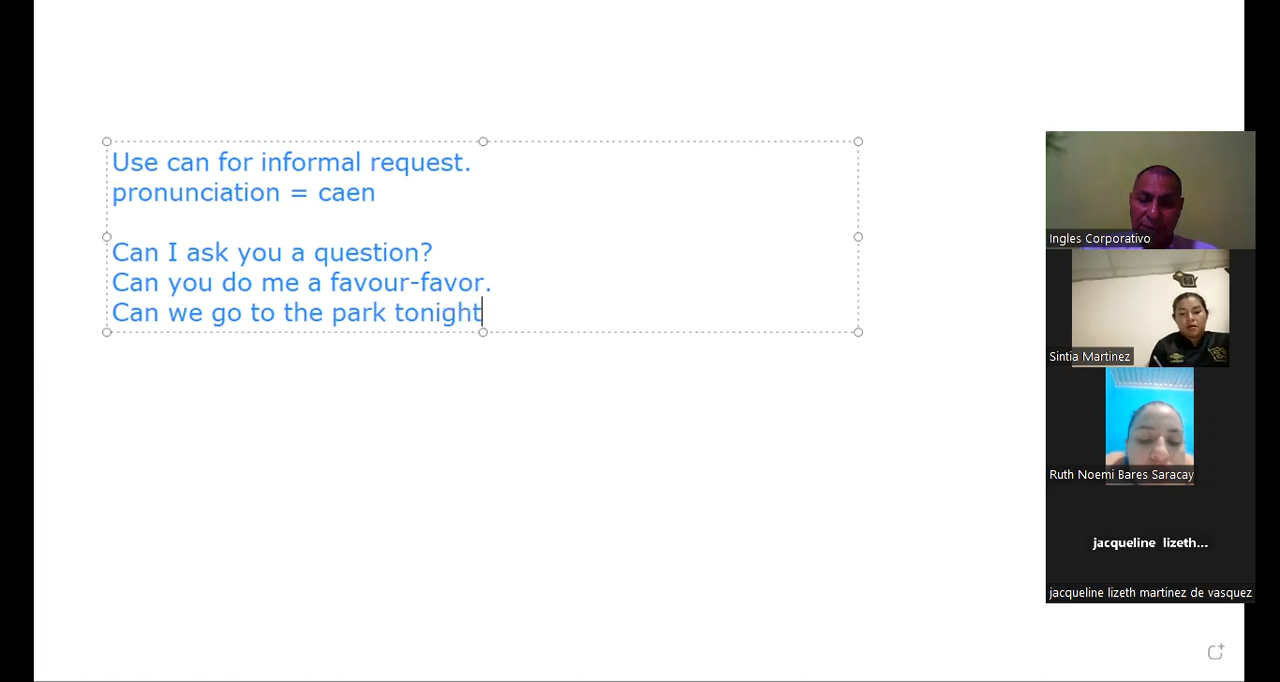 Use can for informal request.
pronunciation = caen
Can I ask you a question?
Can you do me a favour-favor.
Can we go to the park tonight
Ingles Corporativo
Sintia Martinez
Ruth Noemi Bares Saracay
jacqueline lizeth...
jacqueline lizeth martinez de vasquez